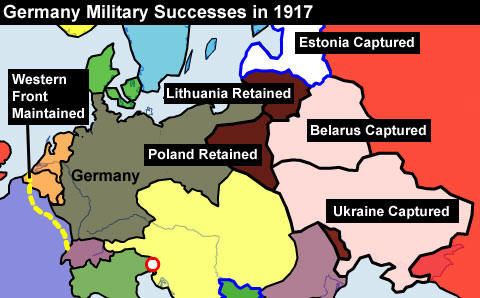 Germany Military Successes in 1917
Estonia Captured
Western
Front
Maintained
Lithuania Retained
Belarus Captured
Poland Retained
Germany
Ukraine Captured